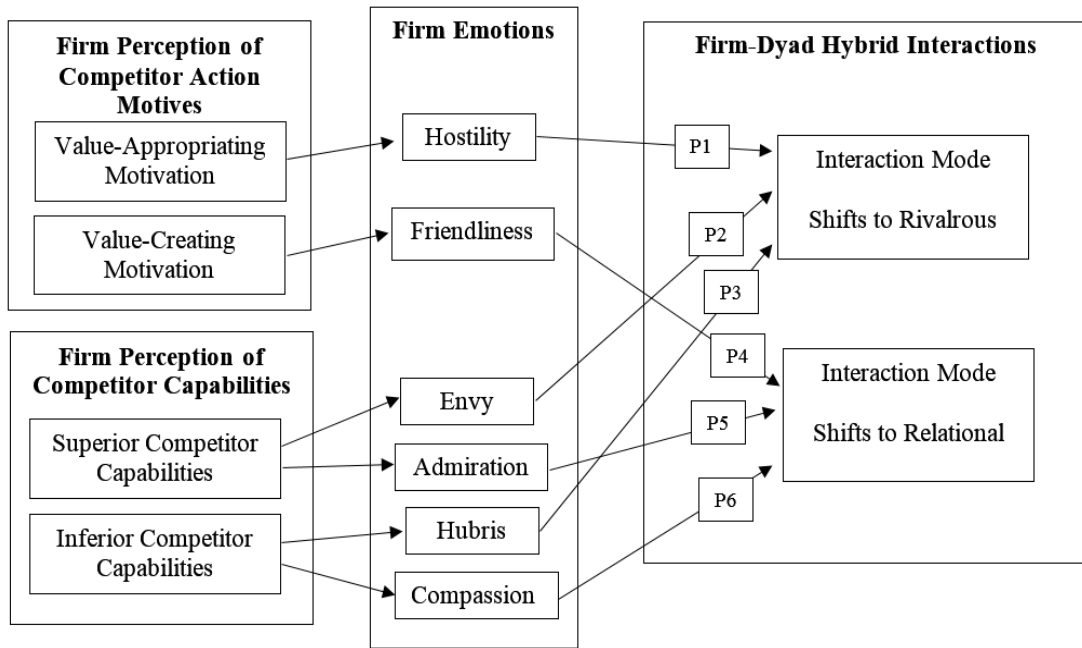 Firm Perception of
Competitor Action
Motives
Value-Appropriating
Motivation
Value-Creating
Motivation
Firm Perception of
Competitor Capabilities
Superior Competitor
Capabilities
Inferior Competitor
Capabilities
Firm Emotions
Hostility
Friendliness
Envy
Admiration
Hubris
Compassion
Firm-Dyad Hybrid Interactions
P1
P2
P3
P4
P5
P6
Interaction Mode
Shifts to Rivalrous
Interaction Mode
Shifts to Relational